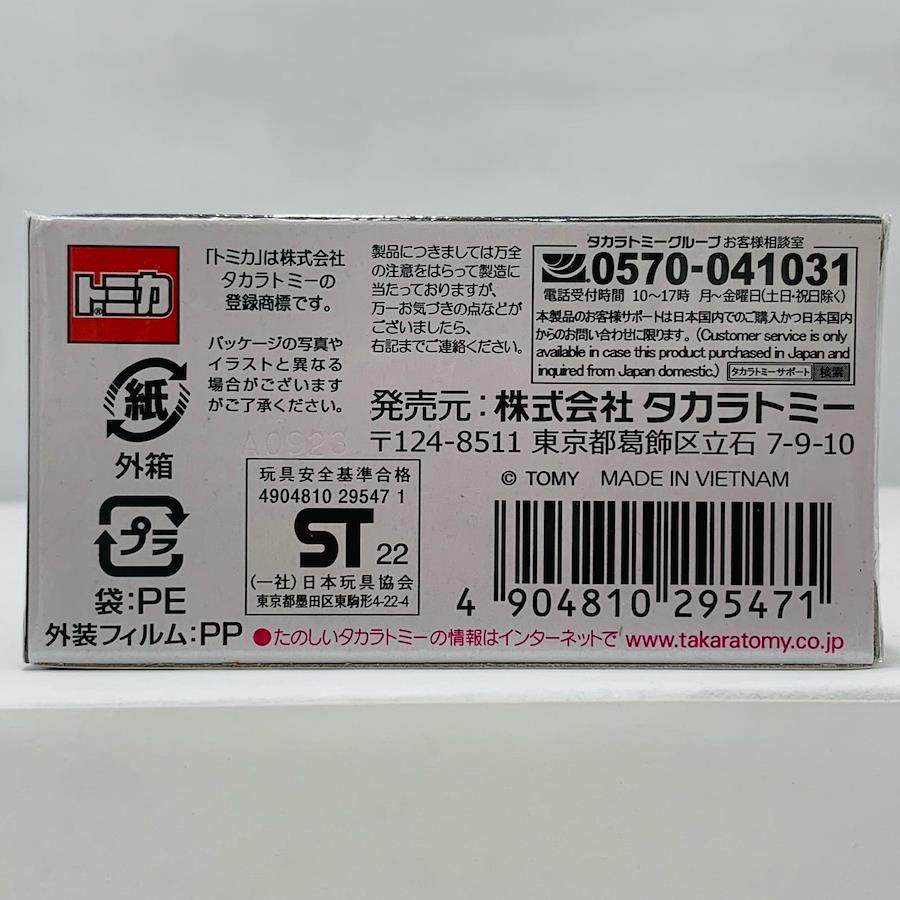 トミカ®
「トミカ」は株式会社
タカラトミーの
登録商標です。
パッケージの写真や
イラストと異なる
場合がございます
がご了承ください。
製品につきましては万全
の注意をはらって製造に
当たっておりますが、
万一お気づきの点などが
ございましたら、
右記までご連絡ください。
タカラトミーグループ お客様相談室
0570-041031
電話受付時間 10〜17時 月〜金曜日(土日・祝日除く)
本製品のお客様サポートは日本国内でのご購入かつ日本国内
からのお問い合わせに限ります。(Customer service is only
available in case this product purchased in Japan and
inquired from Japan domestic.) タカラトミーサポート 検索
紙
外箱
プラ
袋:PE
外装フィルム:PP
発売元:株式会社 タカラトミー
〒124-8511 東京都葛飾区立石 7-9-10
© TOMY MADE IN VIETNAM
A0923
玩具安全基準合格
4904810 29547 1
ST 22
(一社)日本玩具協会
東京都墨田区東駒形4-22-4
4 904810 295471
●たのしいタカラトミーの情報はインターネットで www.takaratomy.co.jp